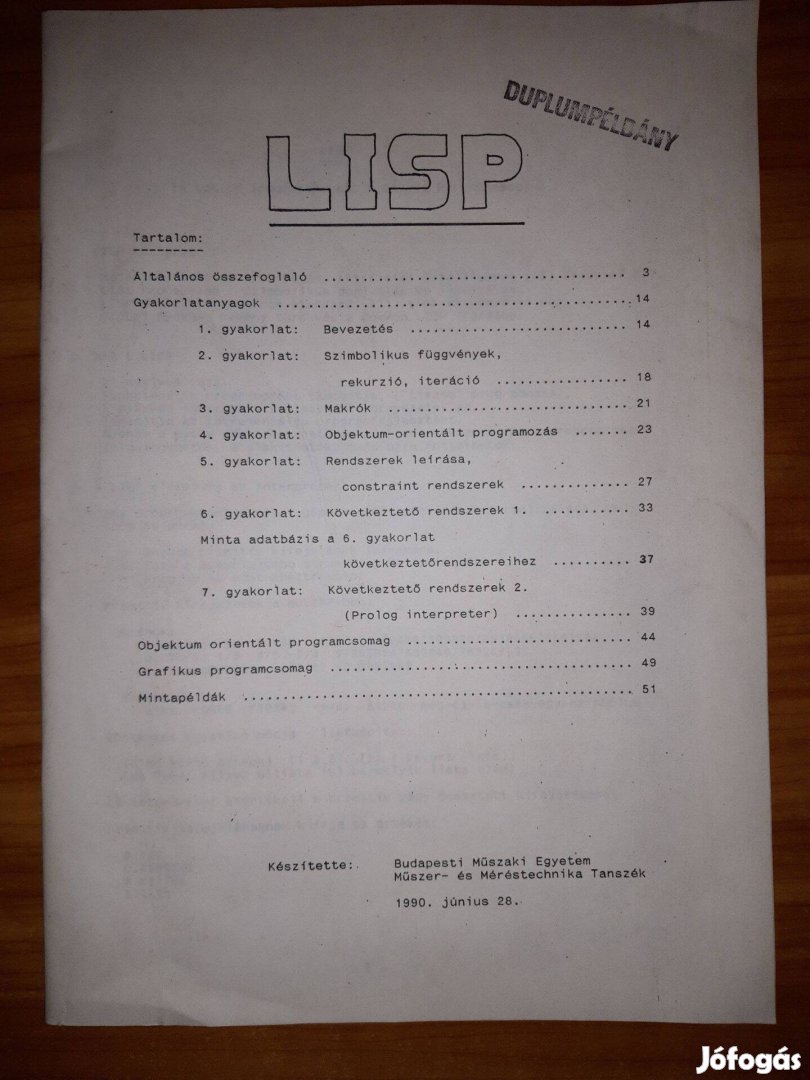 DUPLUMPÉLDÁNY
LISP
Tartalom:
---------
Általános összefoglaló ...................................... 3
Gyakorlatanyagok ............................................ 14
1. gyakorlat: Bevezetés ........................... 14
2. gyakorlat: Szimbolikus függvények,
rekurzió, iteráció ................. 18
3. gyakorlat: Makrók .............................. 21
4. gyakorlat: Objektum-orientált programozás ....... 23
5. gyakorlat: Rendszerek leírása,
constraint rendszerek .............. 27
6. gyakorlat: Következtető rendszerek 1. ........... 33
Minta adatbázis a 6. gyakorlat
következtetőrendszereihez .......... 37
7. gyakorlat: Következtető rendszerek 2.
(Prolog interpreter) ............... 39
Objektum orientált programcsomag ............................ 44
Grafikus programcsomag ...................................... 49
Mintapéldák ................................................. 51
Készítette: Budapesti Műszaki Egyetem
Műszer- és Méréstechnika Tanszék
1990. június 28.
Jófogás